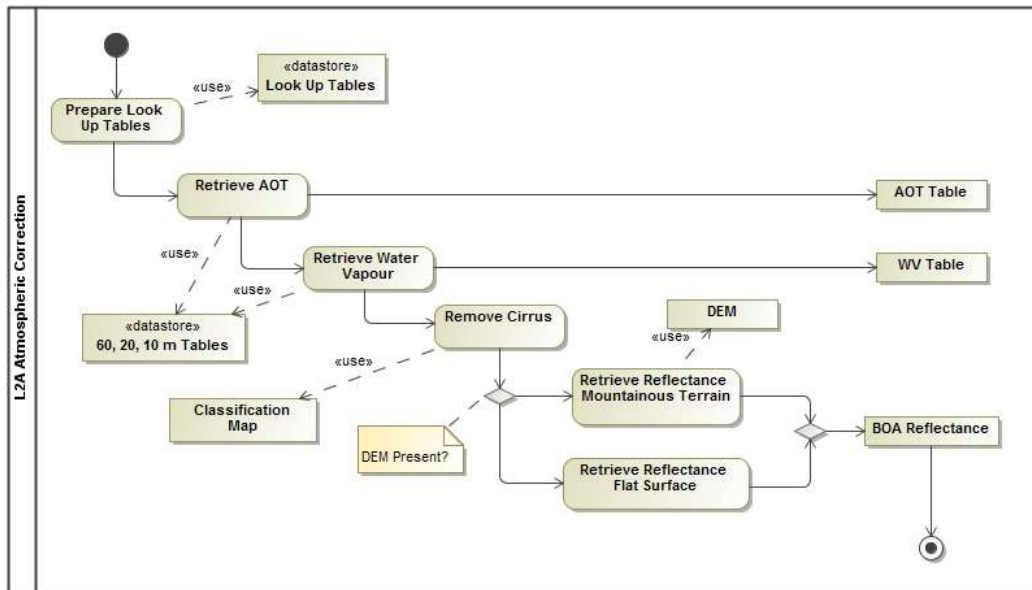 L2A Atmospheric Correction
«datastore»
Look Up Tables
«use»
Prepare Look
Up Tables
Retrieve AOT
AOT Table
«use»
Retrieve Water
Vapour
WV Table
«use»
«datastore»
60, 20, 10 m Tables
Remove Cirrus
DEM
«use»
«use»
Retrieve Reflectance
Mountainous Terrain
Classification
Map
BOA Reflectance
DEM Present?
Retrieve Reflectance
Flat Surface